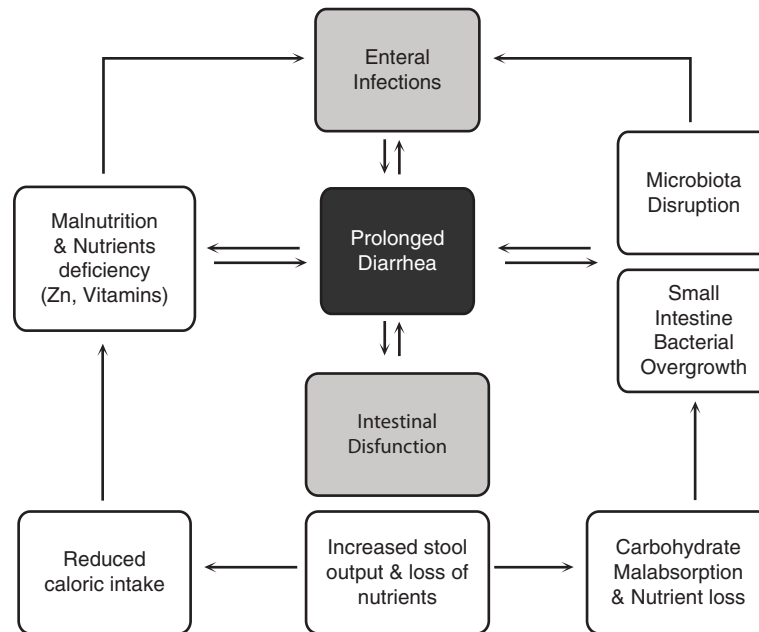 Enteral
Infections
Microbiota
Disruption
Malnutrition
& Nutrients
deficiency
(Zn, Vitamins)
Prolonged
Diarrhea
Small
Intestine
Bacterial
Overgrowth
Intestinal
Disfunction
Reduced
caloric intake
Increased stool
output & loss of
nutrients
Carbohydrate
Malabsorption
& Nutrient loss